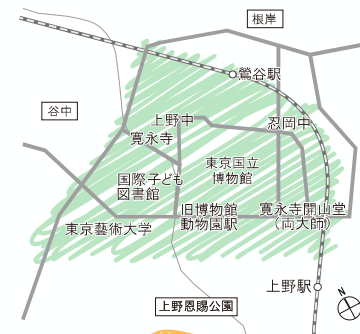 根岸
鶯谷駅
谷中
上野中
忍岡中
寛永寺
東京国立
博物館
国際子ども
図書館
旧博物館
動物園駅
寛永寺開山堂
(両大師)
東京藝術大学
上野駅
N
上野恩賜公園